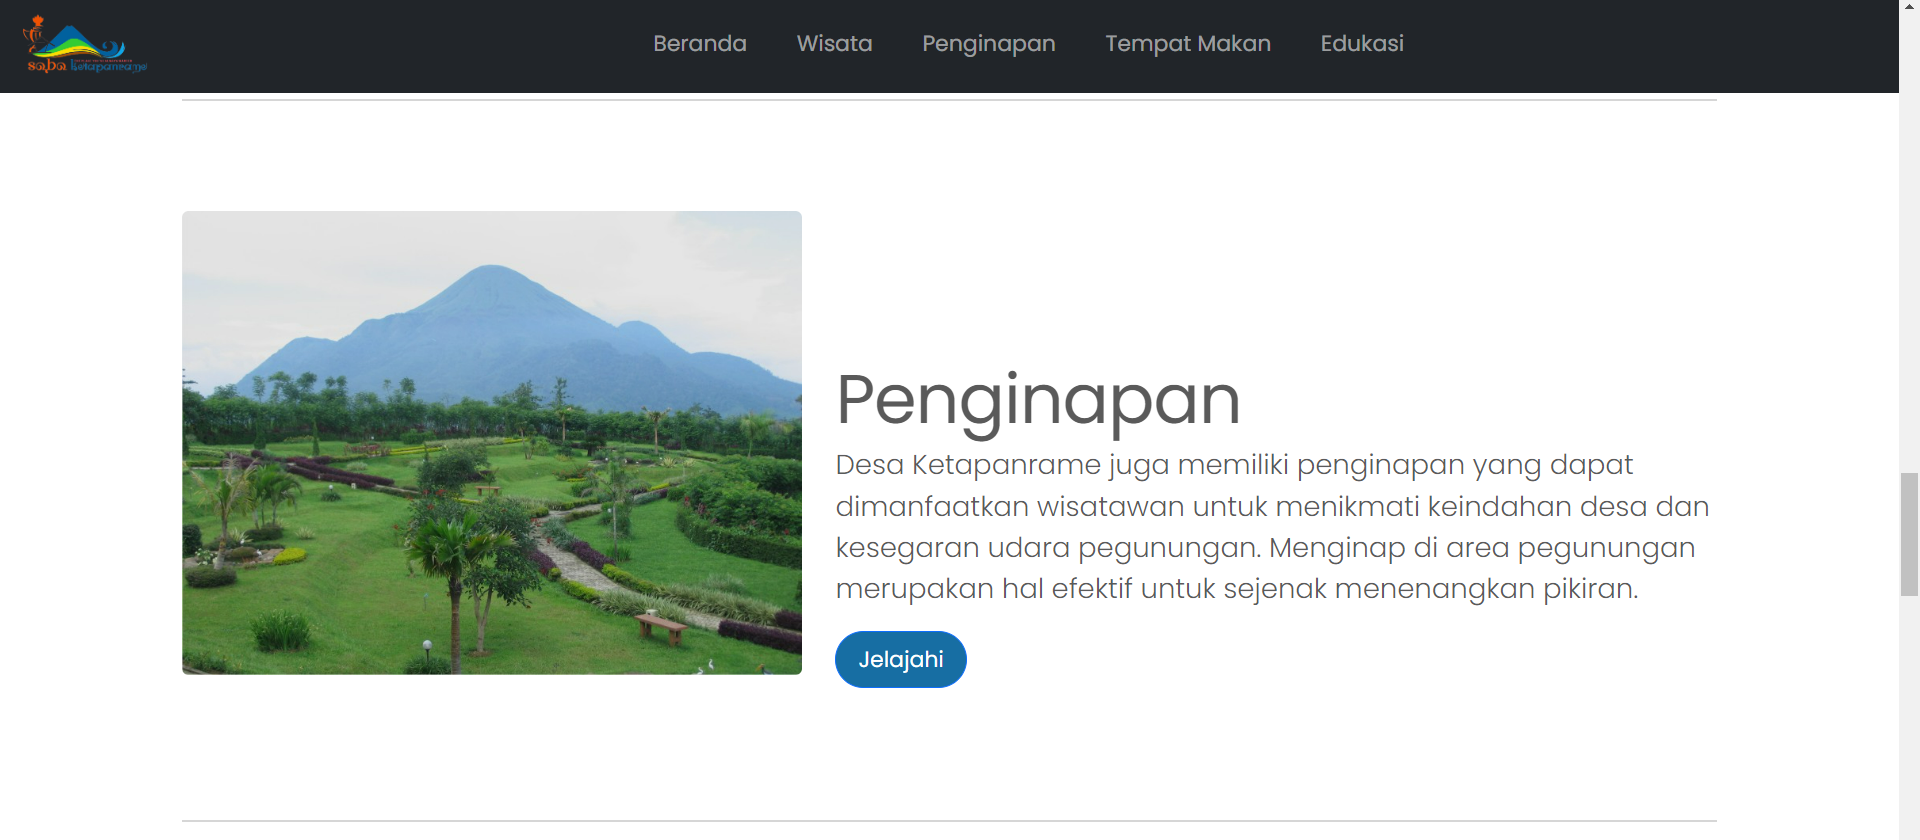 saba Ketapanrame
Beranda Wisata Penginapan Tempat Makan Edukasi
Penginapan
Desa Ketapanrame juga memiliki penginapan yang dapat
dimanfaatkan wisatawan untuk menikmati keindahan desa dan
kesegaran udara pegunungan. Menginap di area pegunungan
merupakan hal efektif untuk sejenak menenangkan pikiran.
Jelajahi